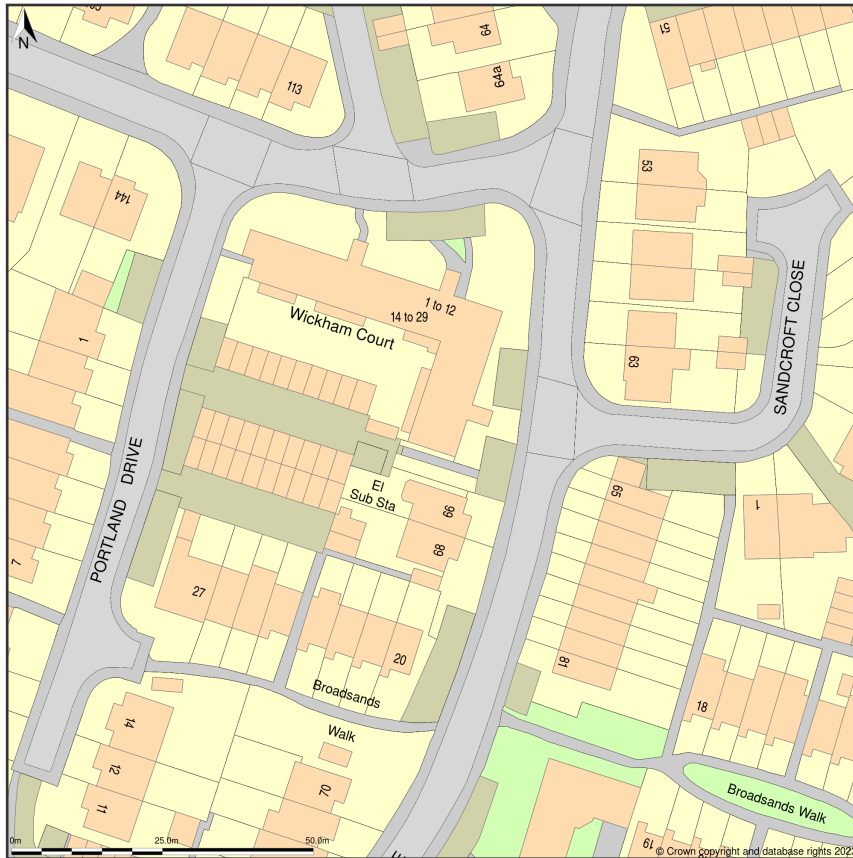 N
113
64
64a
51
53
144
1 to 12
14 to 29
Wickham Court
SANDCROFT CLOSE
63
1
PORTLAND DRIVE
El
Sub Sta
66
68
65
1
7
27
20
81
Broadsands
Walk
18
14
12
11
70
Broadsands Walk
19
0m
25.0m
50.0m
© Crown copyright and database rights 202